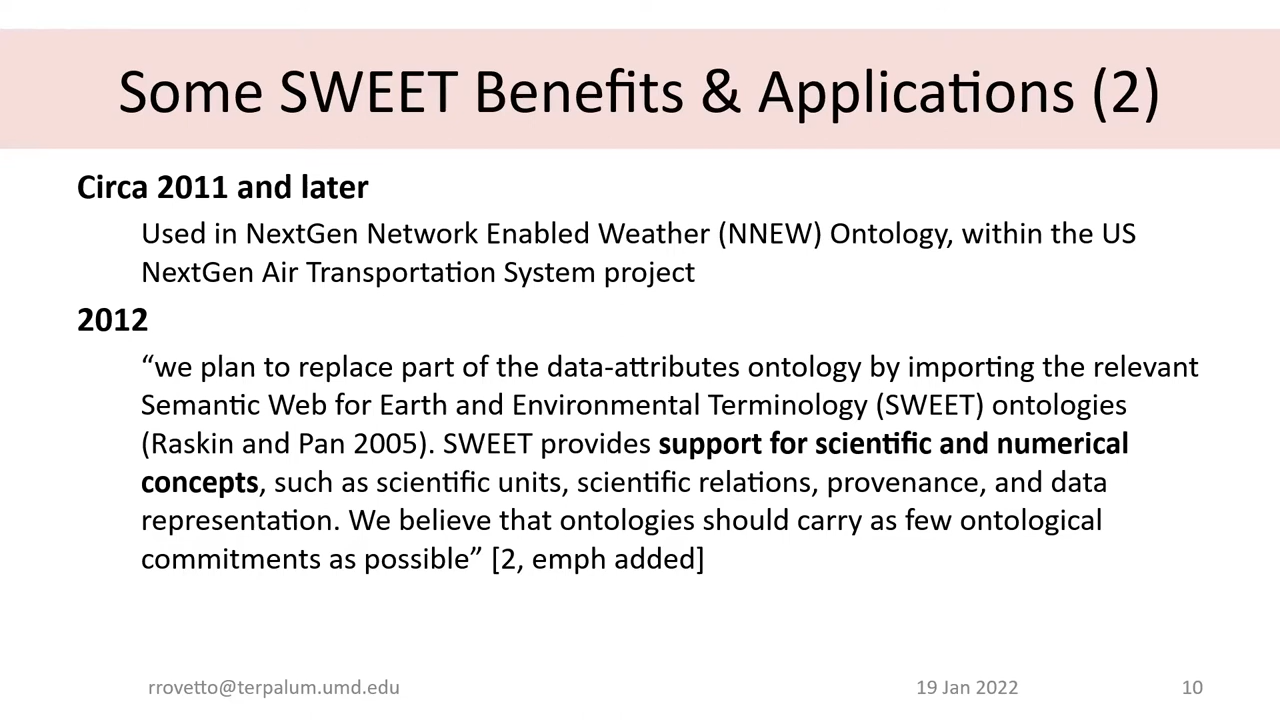 Some SWEET Benefits & Applications (2)
Circa 2011 and later
Used in NextGen Network Enabled Weather (NNEW) Ontology, within the US
NextGen Air Transportation System project
2012
“we plan to replace part of the data-attributes ontology by importing the relevant
Semantic Web for Earth and Environmental Terminology (SWEET) ontologies
(Raskin and Pan 2005). SWEET provides support for scientific and numerical
concepts, such as scientific units, scientific relations, provenance, and data
representation. We believe that ontologies should carry as few ontological
commitments as possible” [2, emph added]
rrovetto@terpalum.umd.edu
19 Jan 2022
10